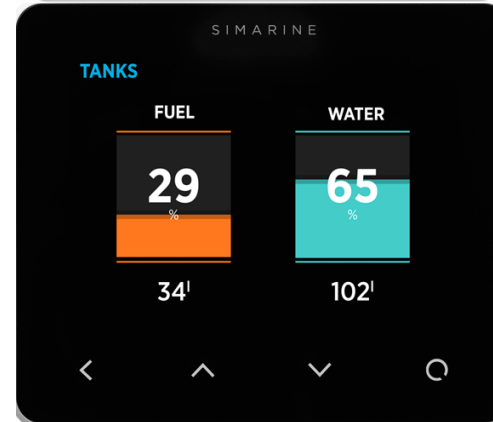 SIMARINE
TANKS
FUEL
WATER
29
%
65
%
34l
102l